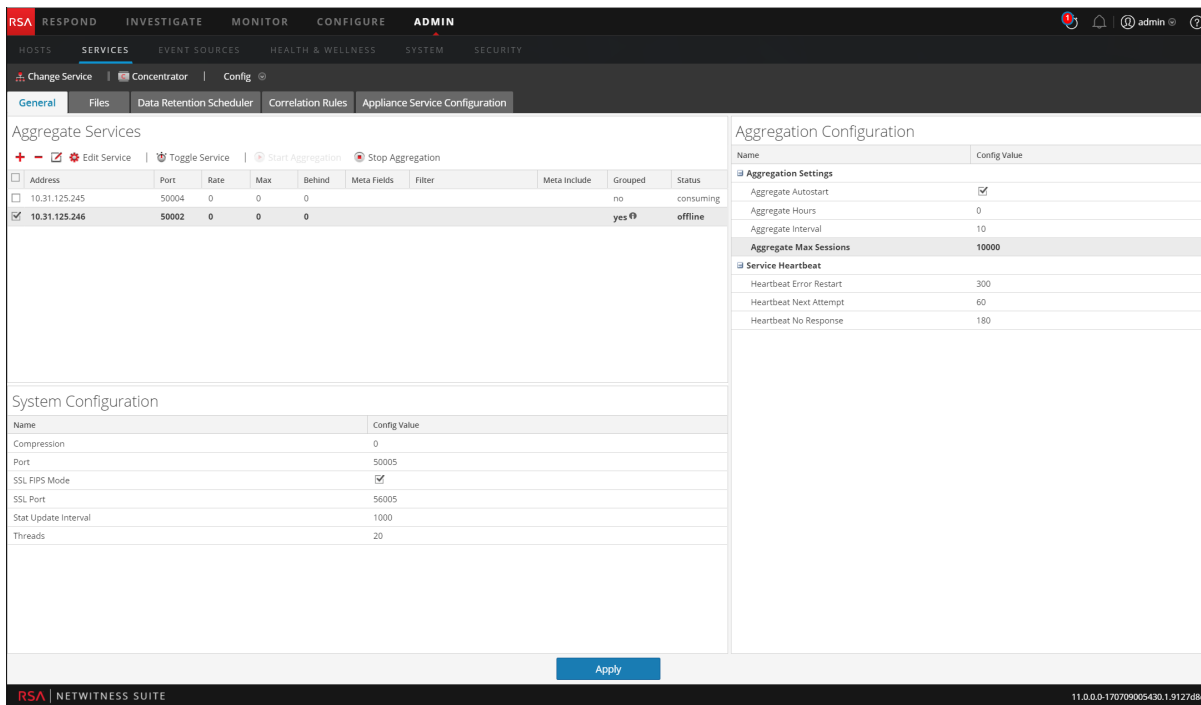 RSA RESPOND INVESTIGATE MONITOR CONFIGURE ADMIN 1 admin
HOSTS SERVICES EVENT SOURCES HEALTH & WELLNESS SYSTEM SECURITY
Change Service | Concentrator | Config
General Files Data Retention Scheduler Correlation Rules Appliance Service Configuration
Aggregate Services
Edit Service | Toggle Service | Start Aggregation Stop Aggregation
Address Port Rate Max Behind Meta Fields Filter Meta Include Grouped Status
10.31.125.245 50004 0 0 0 no consuming
10.31.125.246 50002 0 0 0 yes offline
Aggregation Configuration
Name Config Value
Aggregation Settings
Aggregate Autostart
Aggregate Hours 0
Aggregate Interval 10
Aggregate Max Sessions 10000
Service Heartbeat
Heartbeat Error Restart 300
Heartbeat Next Attempt 60
Heartbeat No Response 180
System Configuration
Name Config Value
Compression 0
Port 50005
SSL FIPS Mode
SSL Port 56005
Stat Update Interval 1000
Threads 20
Apply
RSA | NETWITNESS SUITE 11.0.0.0-170709005430.1.9127d8